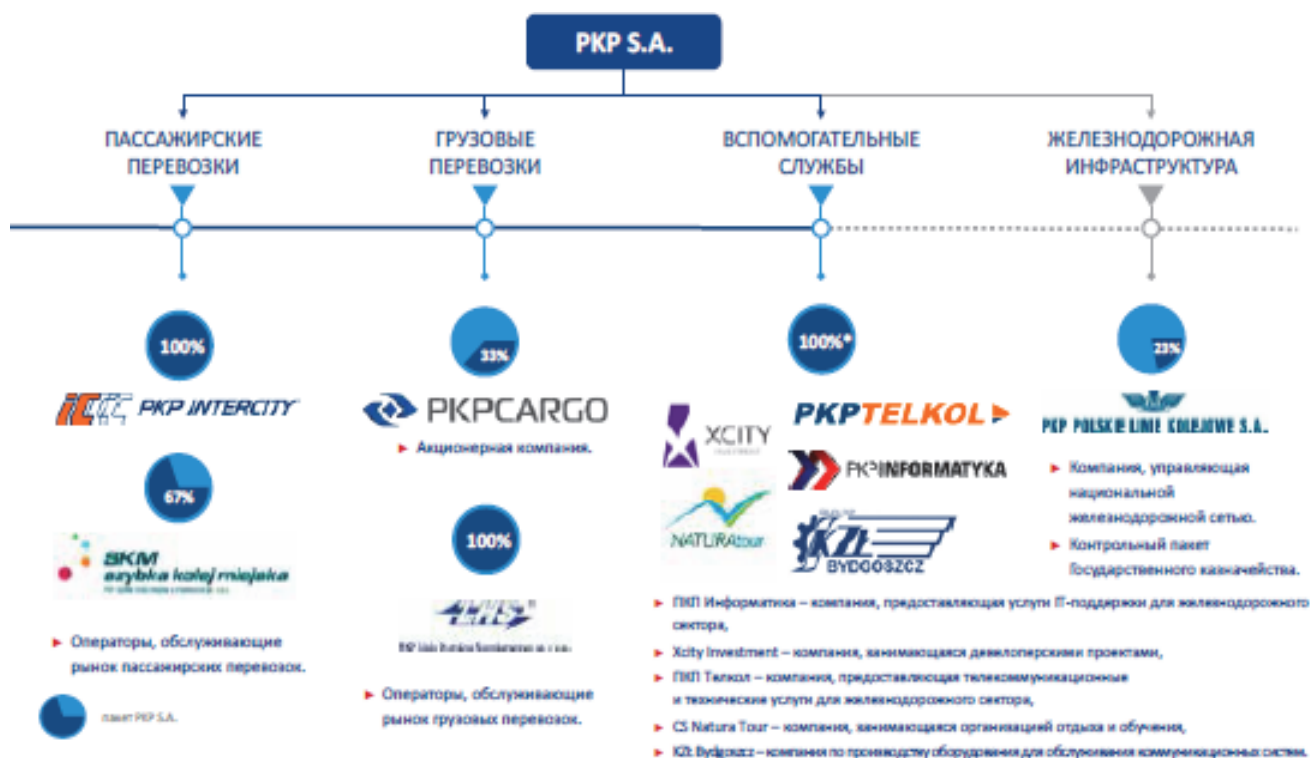 PKP S.A.
ПАССАЖИРСКИЕ
ПЕРЕВОЗКИ
ГРУЗОВЫЕ
ПЕРЕВОЗКИ
ВСПОМОГАТЕЛЬНЫЕ
СЛУЖБЫ
ЖЕЛЕЗНОДОРОЖНАЯ
ИНФРАСТРУКТУРА
100%
PKP INTERCITY
67%
SKM
szybka kolej miejska
► Операторы, обслуживающие
рынок пассажирских перевозок.
пакет PKP S.A.
33%
PKPCARGO
► Акционерная компания.
100%
LHS
► Операторы, обслуживающие
рынок грузовых перевозок.
100%*
XCITY
INVESTMENT
PKPTELKOL
PKPINFORMATYKA
NATURAtour
KZŁ
BYDGOSZCZ
► ПКП Информатика – компания, предоставляющая услуги IT-поддержки для железнодорожного
сектора,
► Xcity Investment – компания, занимающаяся девелоперскими проектами,
► ПКП Телкол – компания, предоставляющая телекоммуникационные
и технические услуги для железнодорожного сектора,
► CS Natura Tour – компания, занимающаяся организацией отдыха и обучения,
► KZŁ Bydgoszcz – компания по производству оборудования для обслуживания коммуникационных систем.
23%
PKP POLSKIE LINIE KOLEJOWE S.A.
► Компания, управляющая
национальной
железнодорожной сетью.
► Контрольный пакет
Государственного казначейства.